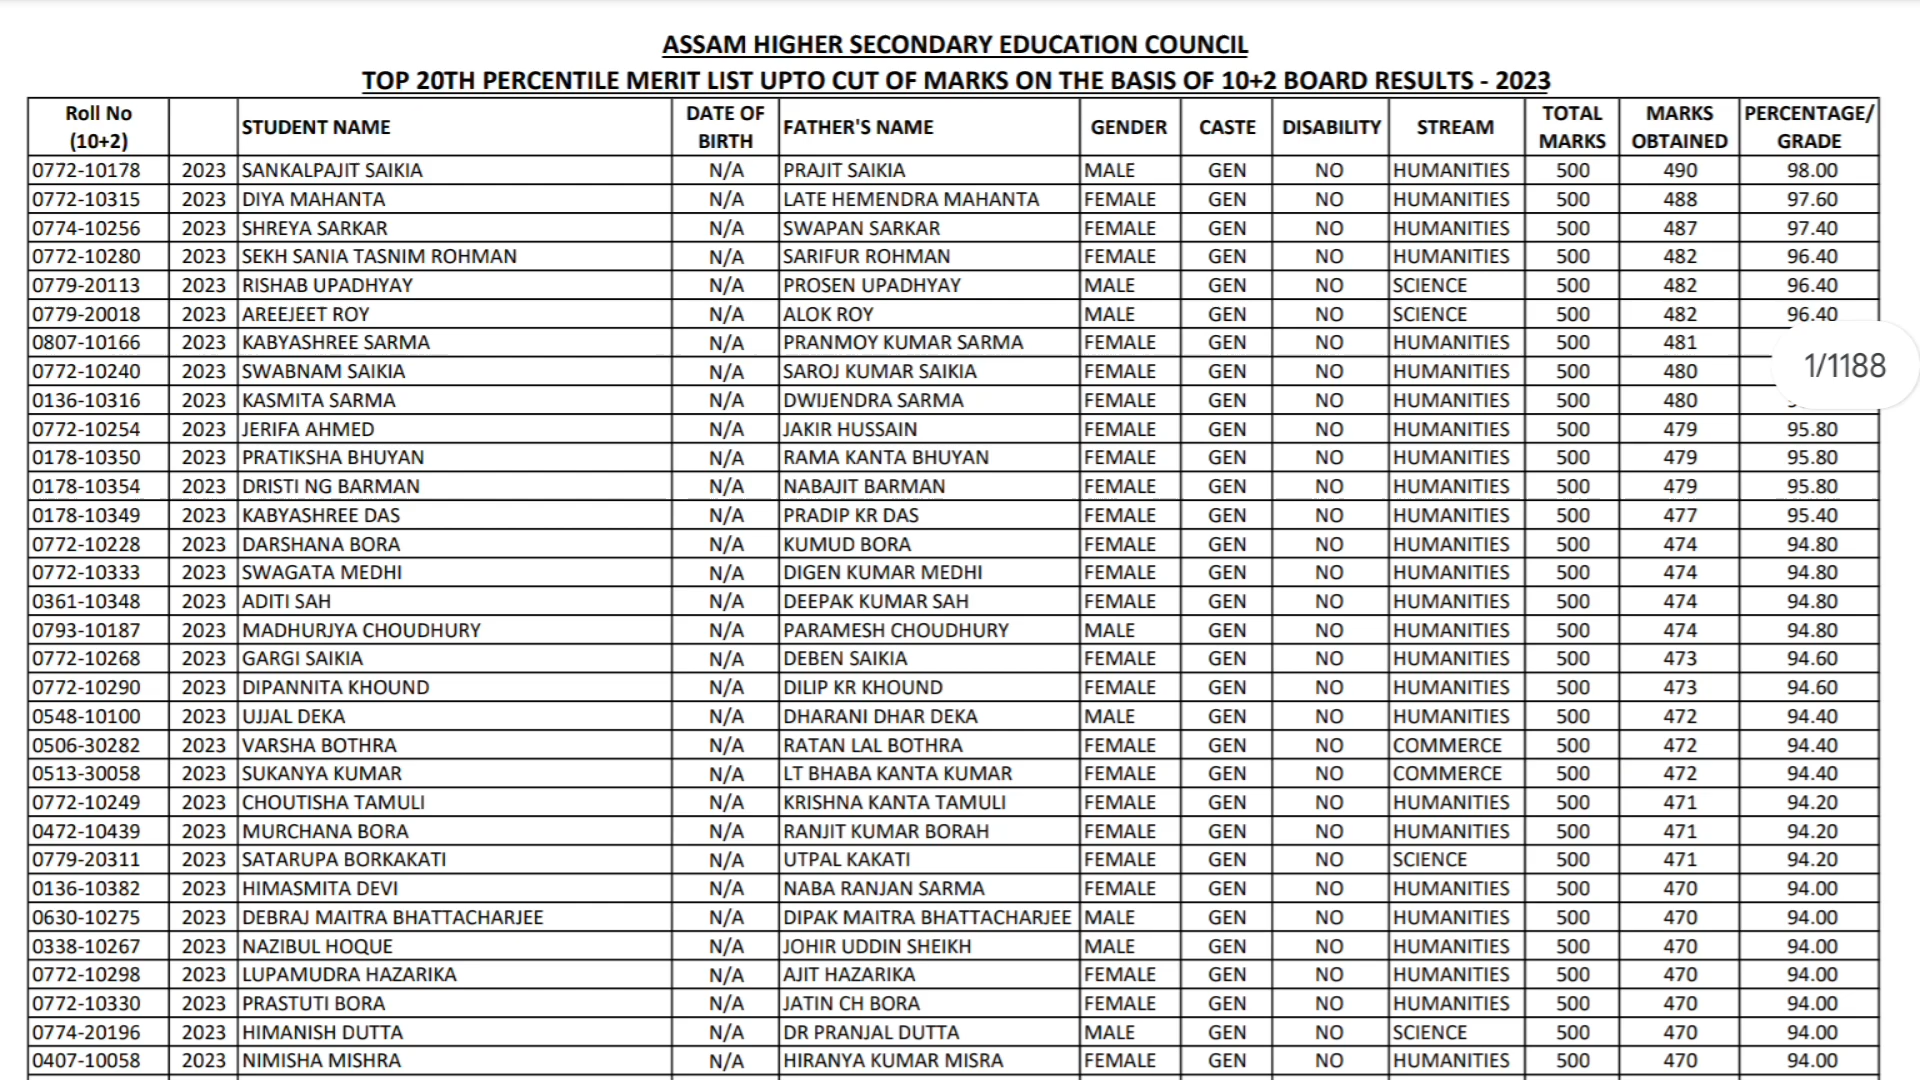 ASSAM HIGHER SECONDARY EDUCATION COUNCIL
TOP 20TH PERCENTILE MERIT LIST UPTO CUT OF MARKS ON THE BASIS OF 10+2 BOARD RESULTS - 2023
Roll No (10+2) STUDENT NAME DATE OF BIRTH FATHER'S NAME GENDER CASTE DISABILITY STREAM TOTAL MARKS MARKS OBTAINED PERCENTAGE/ GRADE
0772-10178 2023 SANKALPAJIT SAIKIA N/A PRAJIT SAIKIA MALE GEN NO HUMANITIES 500 490 98.00
0772-10315 2023 DIYA MAHANTA N/A LATE HEMENDRA MAHANTA FEMALE GEN NO HUMANITIES 500 488 97.60
0774-10256 2023 SHREYA SARKAR N/A SWAPAN SARKAR FEMALE GEN NO HUMANITIES 500 487 97.40
0772-10280 2023 SEKH SANIA TASNIM ROHMAN N/A SARIFUR ROHMAN FEMALE GEN NO HUMANITIES 500 482 96.40
0779-20113 2023 RISHAB UPADHYAY N/A PROSEN UPADHYAY MALE GEN NO SCIENCE 500 482 96.40
0779-20018 2023 AREEJEET ROY N/A ALOK ROY MALE GEN NO SCIENCE 500 482 96.40
0807-10166 2023 KABYASHREE SARMA N/A PRANMOY KUMAR SARMA FEMALE GEN NO HUMANITIES 500 481
0772-10240 2023 SWABNAM SAIKIA N/A SAROJ KUMAR SAIKIA FEMALE GEN NO HUMANITIES 500 480
1/1188
0136-10316 2023 KASMITA SARMA N/A DWIJENDRA SARMA FEMALE GEN NO HUMANITIES 500 480
0772-10254 2023 JERIFA AHMED N/A JAKIR HUSSAIN FEMALE GEN NO HUMANITIES 500 479 95.80
0178-10350 2023 PRATIKSHA BHUYAN N/A RAMA KANTA BHUYAN FEMALE GEN NO HUMANITIES 500 479 95.80
0178-10354 2023 DRISTI NG BARMAN N/A NABAJIT BARMAN FEMALE GEN NO HUMANITIES 500 479 95.80
0178-10349 2023 KABYASHREE DAS N/A PRADIP KR DAS FEMALE GEN NO HUMANITIES 500 477 95.40
0772-10228 2023 DARSHANA BORA N/A KUMUD BORA FEMALE GEN NO HUMANITIES 500 474 94.80
0772-10333 2023 SWAGATA MEDHI N/A DIGEN KUMAR MEDHI FEMALE GEN NO HUMANITIES 500 474 94.80
0361-10348 2023 ADITI SAH N/A DEEPAK KUMAR SAH FEMALE GEN NO HUMANITIES 500 474 94.80
0793-10187 2023 MADHURJYA CHOUDHURY N/A PARAMESH CHOUDHURY MALE GEN NO HUMANITIES 500 474 94.80
0772-10268 2023 GARGI SAIKIA N/A DEBEN SAIKIA FEMALE GEN NO HUMANITIES 500 473 94.60
0772-10290 2023 DIPANNITA KHOUND N/A DILIP KR KHOUND FEMALE GEN NO HUMANITIES 500 473 94.60
0548-10100 2023 UJJAL DEKA N/A DHARANI DHAR DEKA MALE GEN NO HUMANITIES 500 472 94.40
0506-30282 2023 VARSHA BOTHRA N/A RATAN LAL BOTHRA FEMALE GEN NO COMMERCE 500 472 94.40
0513-30058 2023 SUKANYA KUMAR N/A LT BHABA KANTA KUMAR FEMALE GEN NO COMMERCE 500 472 94.40
0772-10249 2023 CHOUTISHA TAMULI N/A KRISHNA KANTA TAMULI FEMALE GEN NO HUMANITIES 500 471 94.20
0472-10439 2023 MURCHANA BORA N/A RANJIT KUMAR BORAH FEMALE GEN NO HUMANITIES 500 471 94.20
0779-20311 2023 SATARUPA BORKAKATI N/A UTPAL KAKATI FEMALE GEN NO SCIENCE 500 471 94.20
0136-10382 2023 HIMASMITA DEVI N/A NABA RANJAN SARMA FEMALE GEN NO HUMANITIES 500 470 94.00
0630-10275 2023 DEBRAJ MAITRA BHATTACHARJEE N/A DIPAK MAITRA BHATTACHARJEE MALE GEN NO HUMANITIES 500 470 94.00
0338-10267 2023 NAZIBUL HOQUE N/A JOHIR UDDIN SHEIKH MALE GEN NO HUMANITIES 500 470 94.00
0772-10298 2023 LUPAMUDRA HAZARIKA N/A AJIT HAZARIKA FEMALE GEN NO HUMANITIES 500 470 94.00
0772-10330 2023 PRASTUTI BORA N/A JATIN CH BORA FEMALE GEN NO HUMANITIES 500 470 94.00
0774-20196 2023 HIMANISH DUTTA N/A DR PRANJAL DUTTA MALE GEN NO SCIENCE 500 470 94.00
0407-10058 2023 NIMISHA MISHRA N/A HIRANYA KUMAR MISRA FEMALE GEN NO HUMANITIES 500 470 94.00